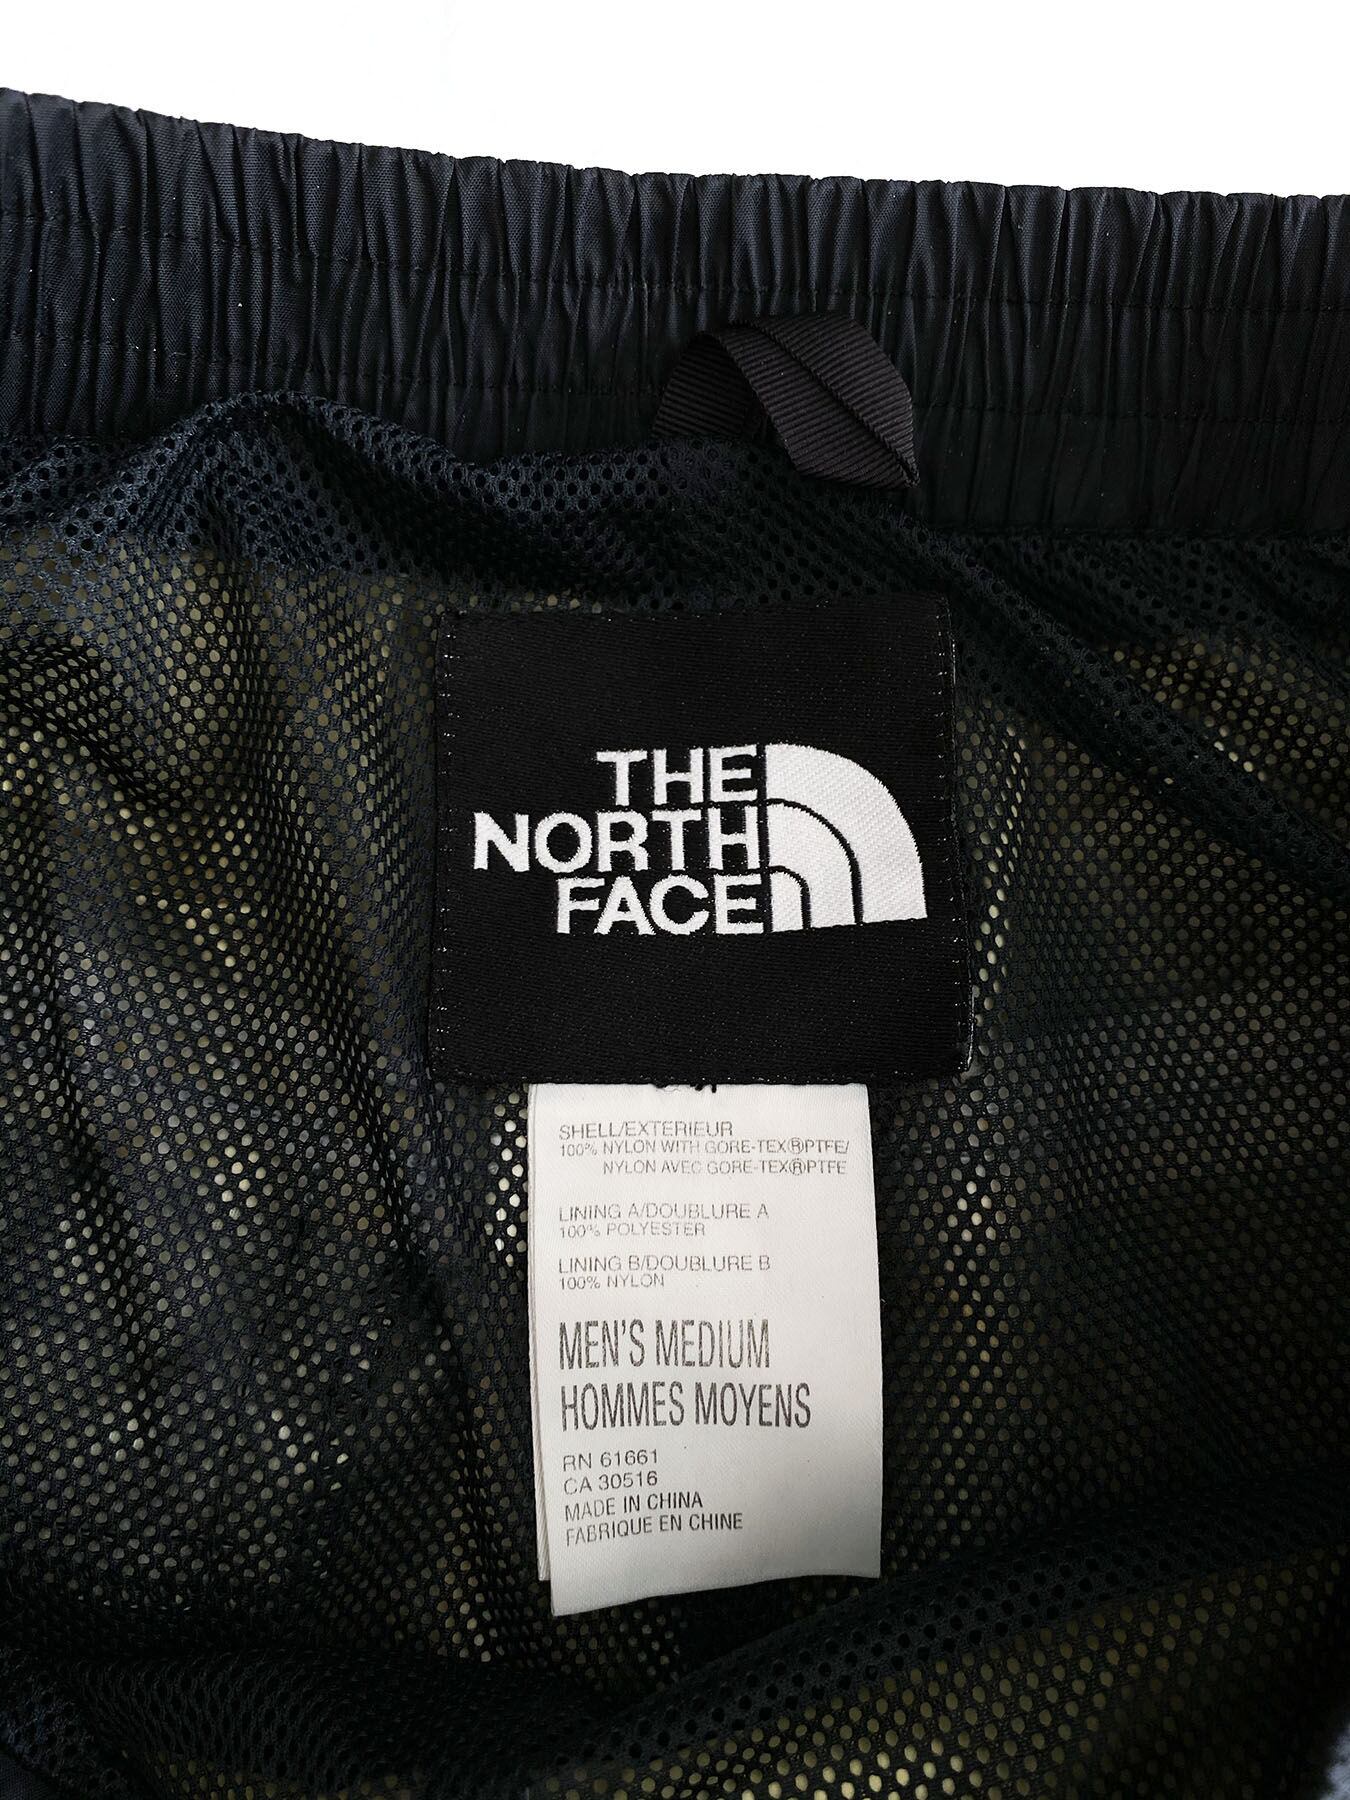 THE
NORTH
FACE
SHELL/EXTERIEUR
100% NYLON WITH GORE-TEX®PTFE/
NYLON AVEC GORE-TEX®PTFE
LINING A/DOUBLURE A
100% POLYESTER
LINING B/DOUBLURE B
100% NYLON
MEN'S MEDIUM
HOMMES MOYENS
RN 61661
CA 30516
MADE IN CHINA
FABRIQUE EN CHINE